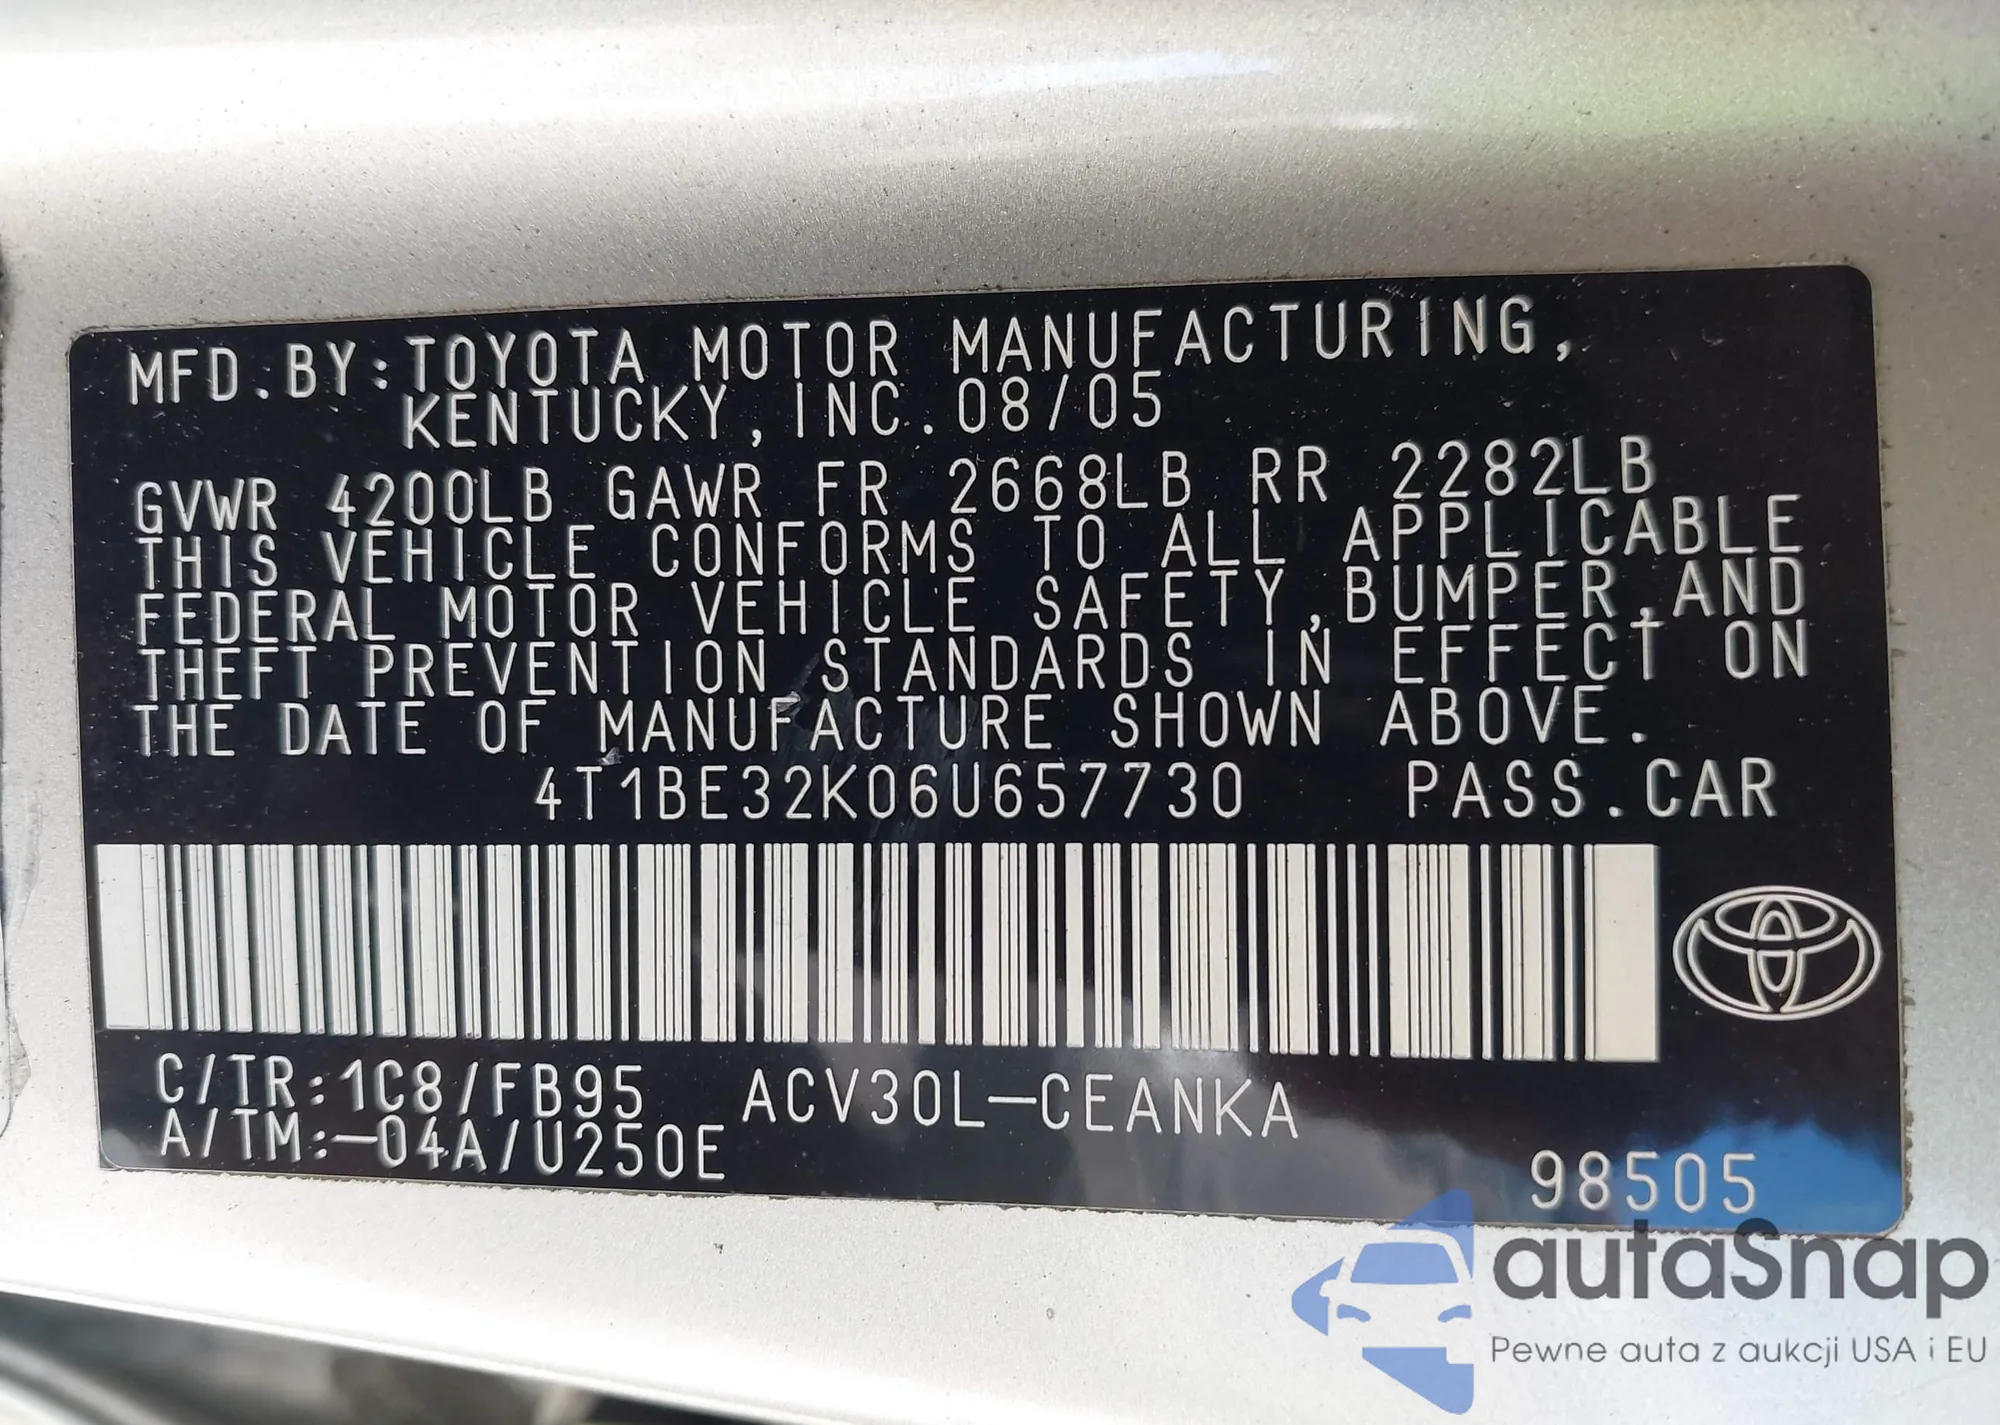 MFD.BY:TOYOTA MOTOR MANUFACTURING,
KENTUCKY, INC.08/05
GVWR 4200LB GAWR FR 2668LB RR 2282LB
THIS VEHICLE CONFORMS TO ALL APPLICABLE
FEDERAL MOTOR VEHICLE SAFETY,BUMPER,AND
THEFT PREVENTION STANDARDS IN EFFECT ON
THE DATE OF MANUFACTURE SHOWN ABOVE.
4T1BE32K06U657730 PASS.CAR
C/TR:1C8/FB95 ACV30L-CEANKA
A/TM:-04A/U250E
98505
autaSnap
Pewne auta z aukcji USA i EU